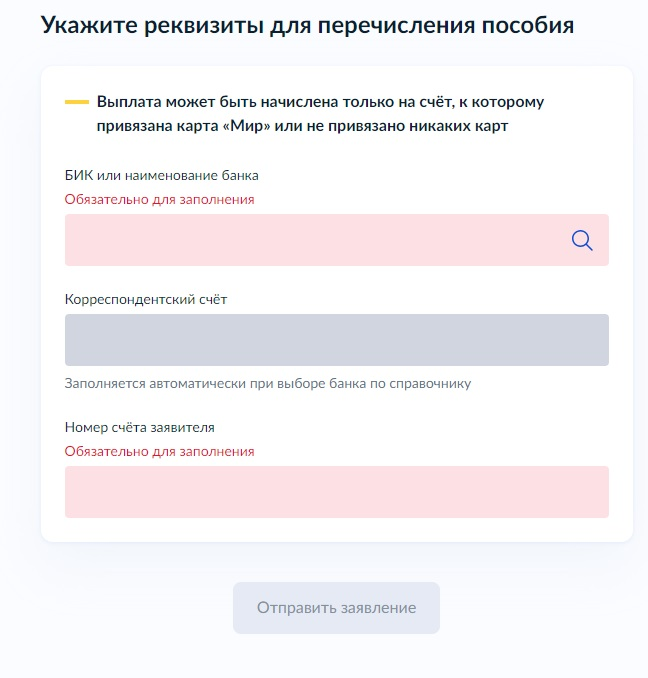 Укажите реквизиты для перечисления пособия
Выплата может быть начислена только на счёт, к которому
привязана карта «Мир» или не привязано никаких карт
БИК или наименование банка
Обязательно для заполнения
Корреспондентский счёт
Заполняется автоматически при выборе банка по справочнику
Номер счёта заявителя
Обязательно для заполнения
Отправить заявление